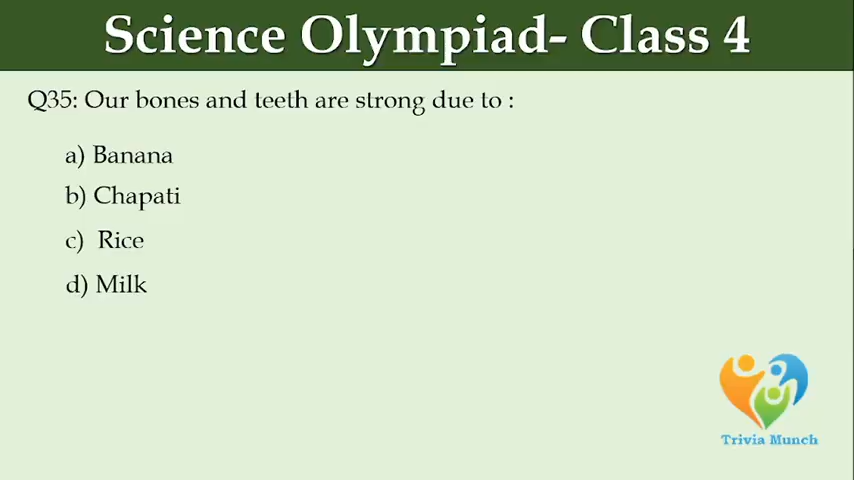 Science Olympiad- Class 4
Q35: Our bones and teeth are strong due to :
a) Banana
b) Chapati
c) Rice
d) Milk
Trivia Munch